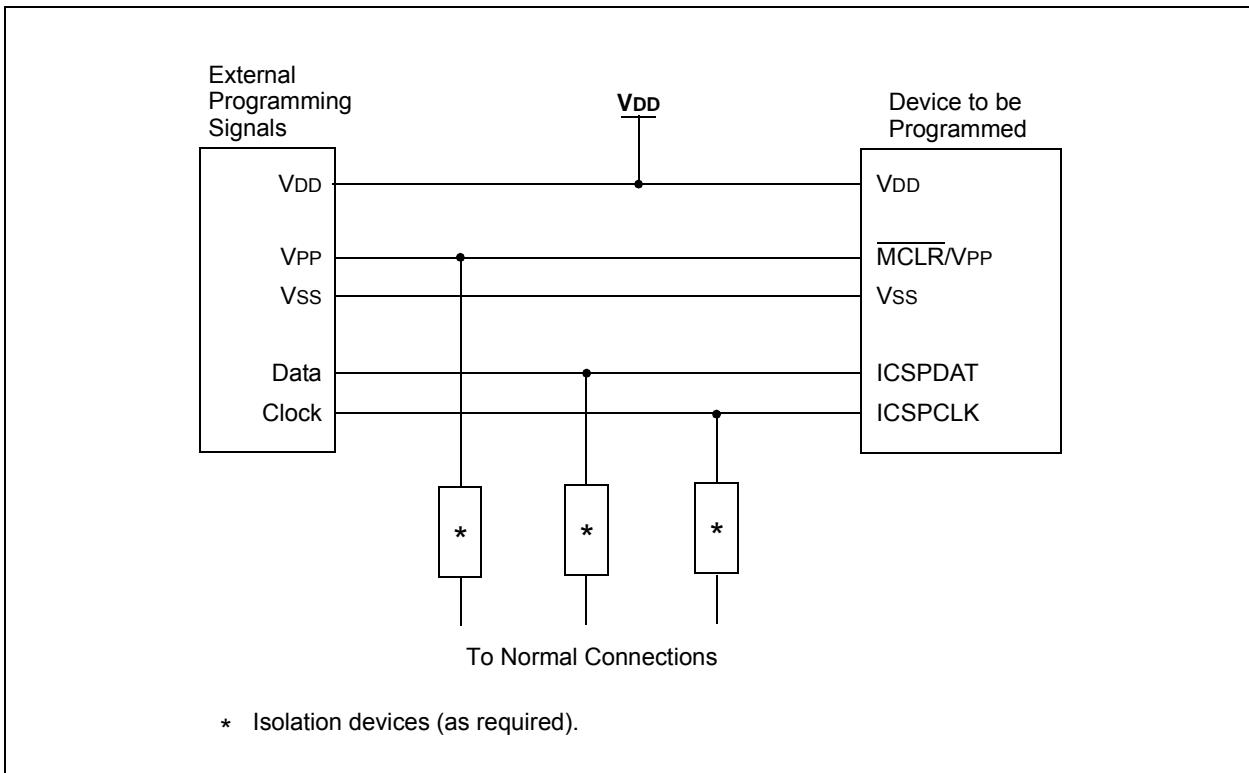 External
Programming
Signals
VDD
Device to be
Programmed
VDD
VDD
VPP
MCLR/VPP
VSS
VSS
Data
ICSPDAT
Clock
ICSPCLK
* * *
To Normal Connections
* Isolation devices (as required).